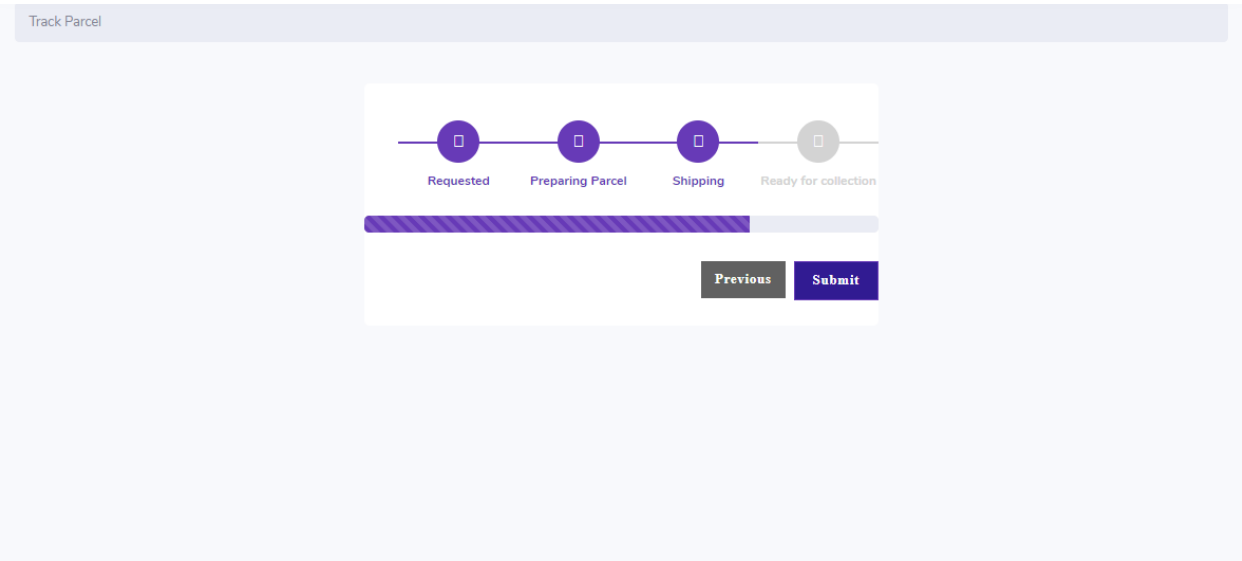 Track Parcel
Requested Preparing Parcel Shipping Ready for collection
Previous Submit